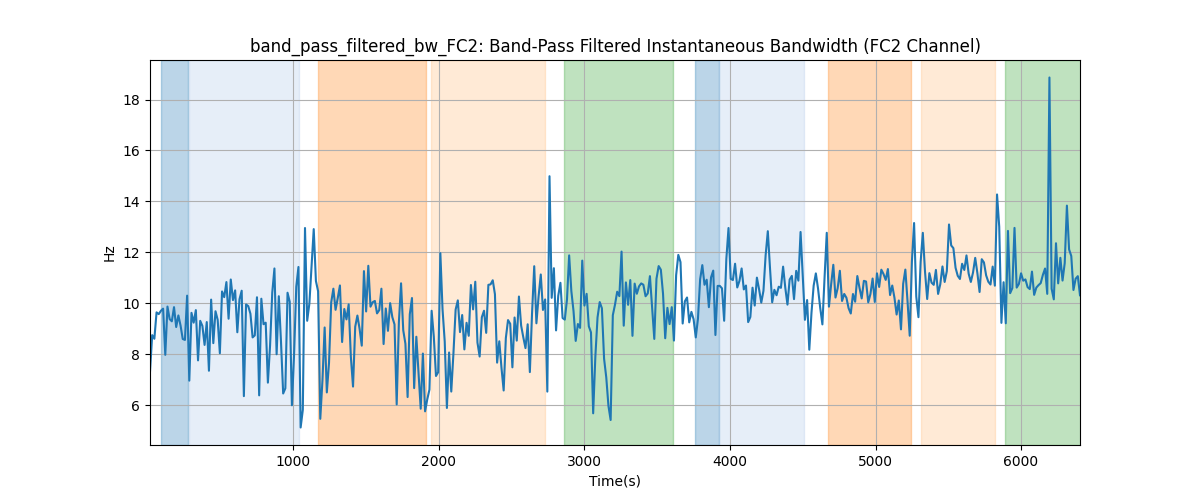 band_pass_filtered_bw_FC2: Band-Pass Filtered Instantaneous Bandwidth (FC2 Channel)
Hz
18
16
14
12
10
8
6
1000 2000 3000 4000 5000 6000
Time(s)